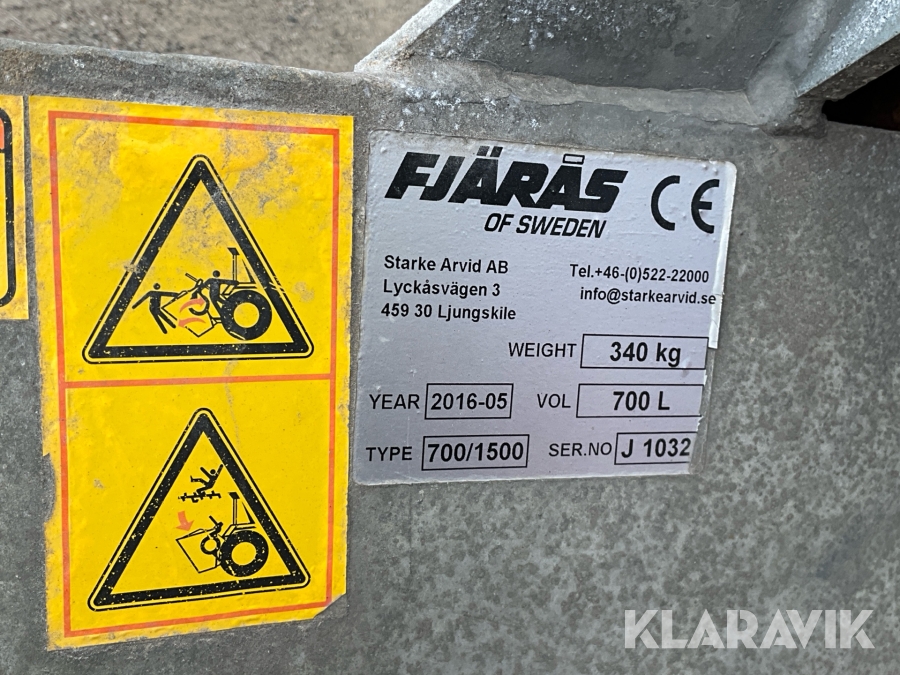 FJÄRÅS
OF SWEDEN
CE
Starke Arvid AB
Lyckåsvägen 3
459 30 Ljungskile
Tel.+46-(0)522-22000
info@starkearvid.se
WEIGHT 340 kg
YEAR 2016-05 VOL 700 L
TYPE 700/1500 SER.NO J 1032
KLARAVIK